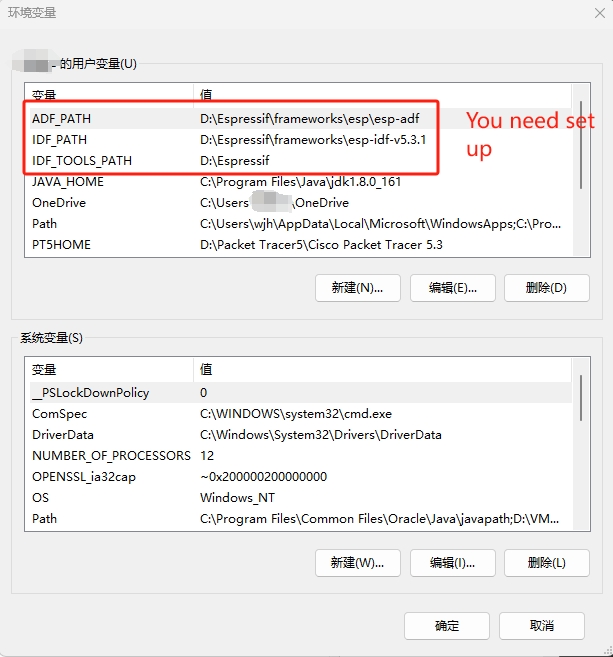 环境变量
的用户变量(U)
变量 值
ADF_PATH D:\Espressif\frameworks\esp\esp-adf
IDF_PATH D:\Espressif\frameworks\esp-idf-v5.3.1
IDF_TOOLS_PATH D:\Espressif
JAVA_HOME C:\Program Files\Java\jdk1.8.0_161
OneDrive C:\Users \OneDrive
Path C:\Users\wjh\AppData\Local\Microsoft\WindowsApps;C:\Pro...
PT5HOME D:\Packet Tracer5\Cisco Packet Tracer 5.3
You need set
up
新建(N)... 编辑(E)... 删除(D)
系统变量(S)
变量 值
__PSLockDownPolicy 0
ComSpec C:\WINDOWS\system32\cmd.exe
DriverData C:\Windows\System32\Drivers\DriverData
NUMBER_OF_PROCESSORS 12
OPENSSL_ia32cap ~0x200000200000000
OS Windows_NT
Path C:\Program Files\Common Files\Oracle\Java\javapath;D:\VM...
新建(W)... 编辑(I)... 删除(L)
确定 取消